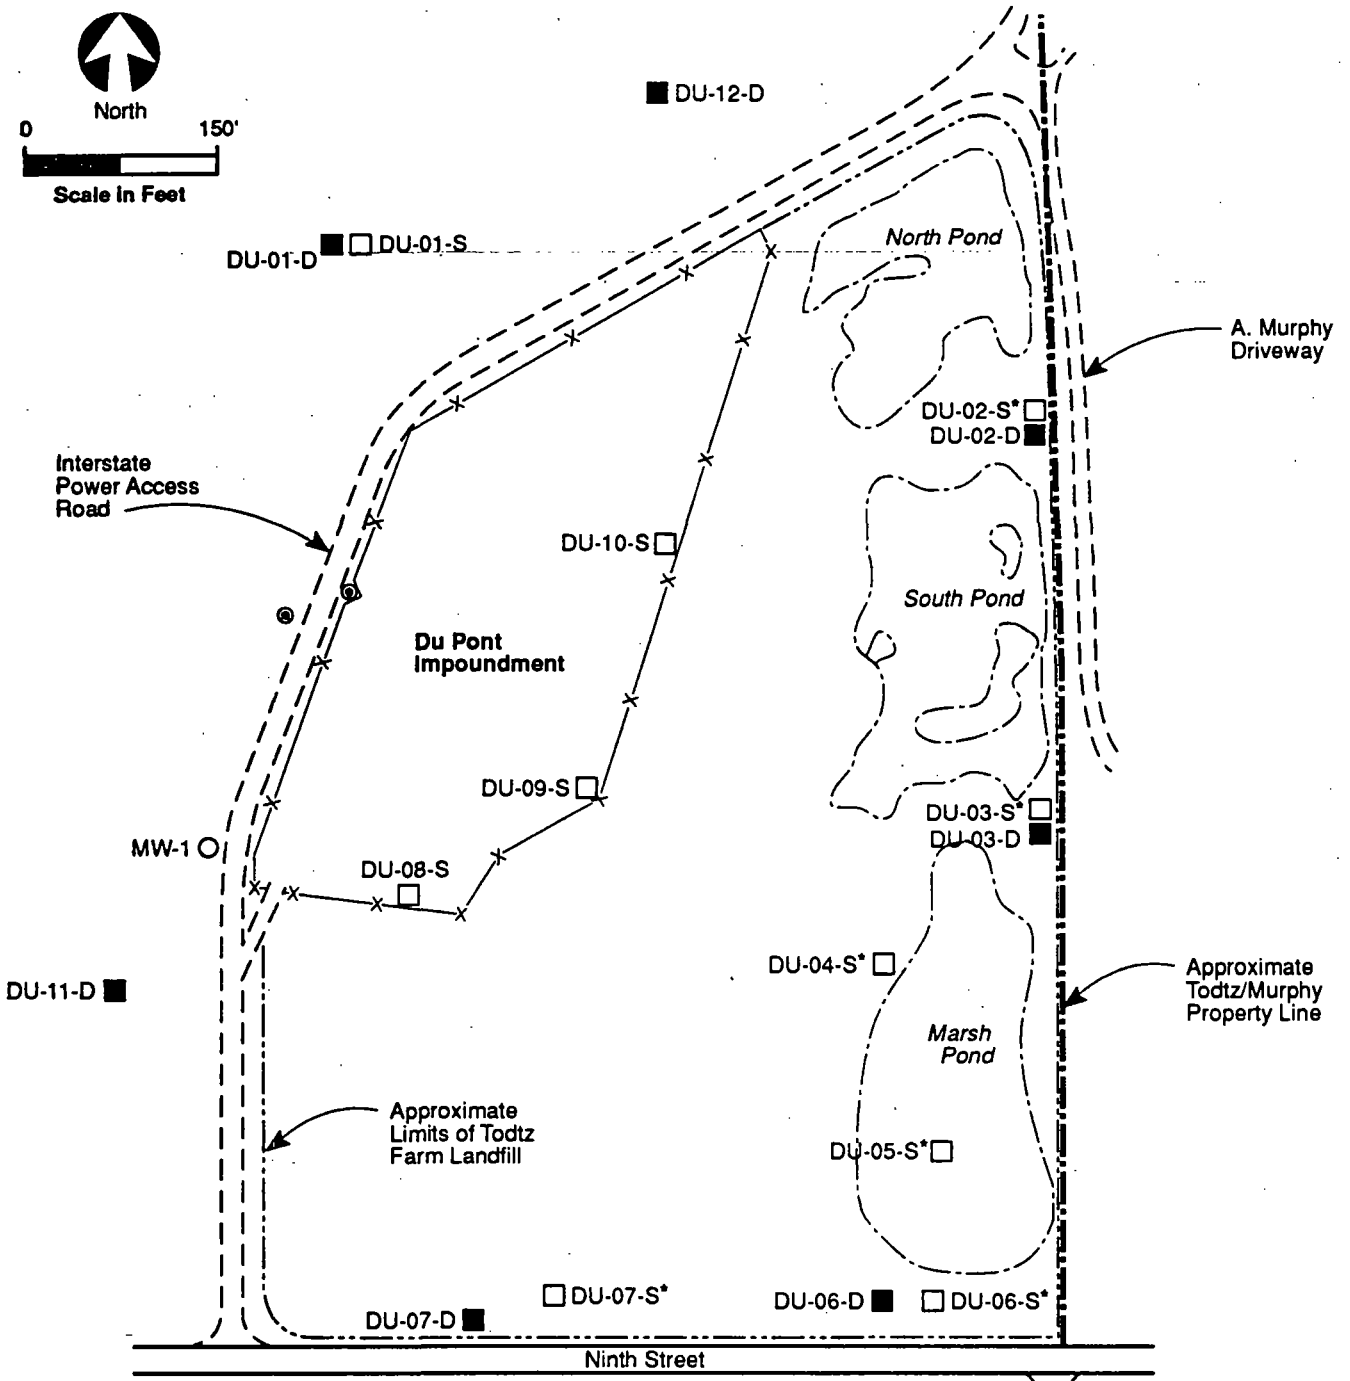 DU-12-D
North
0 150'
Scale in Feet
DU-01-S
DU-01-D
North Pond
A. Murphy
Driveway
DU-02-S*
DU-02-D
Interstate
Power Access
Road
DU-10-S
South Pond
Du Pont
Impoundment
DU-09-S
DU-03-S*
DU-03-D
MW-1
DU-08-S
DU-04-S*
DU-11-D
Approximate
Todtz/Murphy
Property Line
Marsh
Pond
Approximate
Limits of Todtz
Farm Landfill
DU-05-S*
DU-07-S*
DU-06-D
DU-06-S*
DU-07-D
Ninth Street